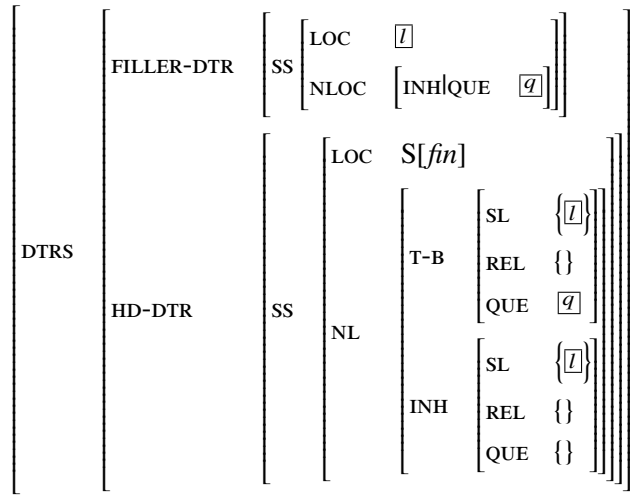 LOC l
FILLER-DTR SS
NLOC INH|QUE q
LOC S[fin]
SL {l}
T-B REL {}
DTRS
QUE q
HD-DTR SS
NL
SL {l}
INH REL {}
QUE {}